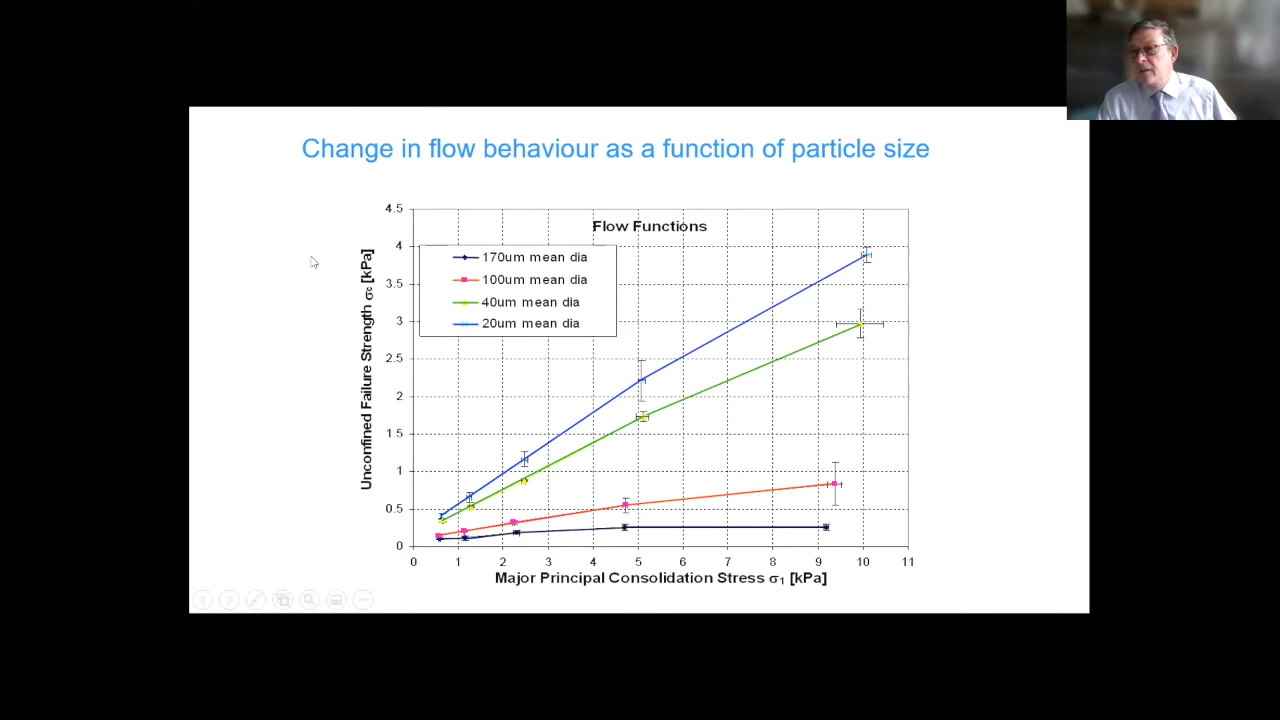 Change in flow behaviour as a function of particle size
Flow Functions
170um mean dia
100um mean dia
40um mean dia
20um mean dia
Unconfined Failure Strength σc [kPa]
4.5
4
3.5
3
2.5
2
1.5
1
0.5
0
0 1 2 3 4 5 6 7 8 9 10 11
Major Principal Consolidation Stress σ1 [kPa]